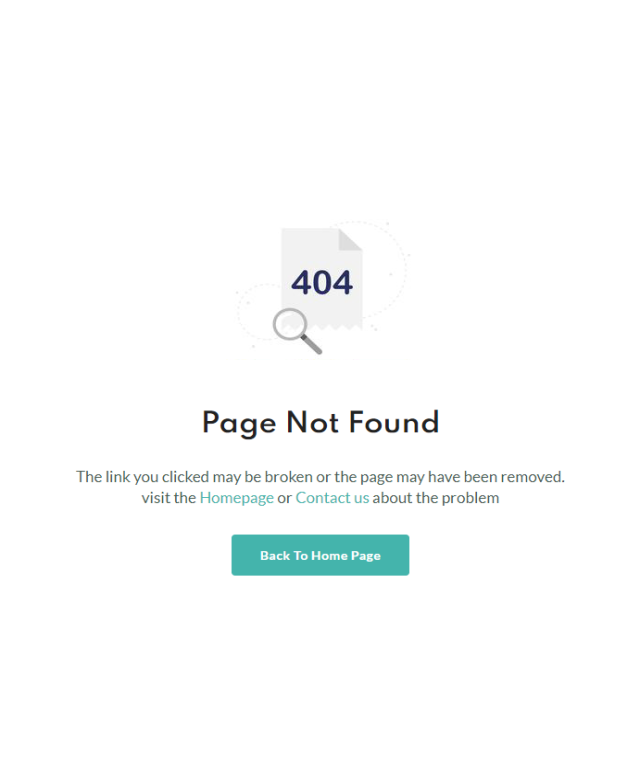 404
Page Not Found
The link you clicked may be broken or the page may have been removed.
visit the Homepage or Contact us about the problem
Back To Home Page